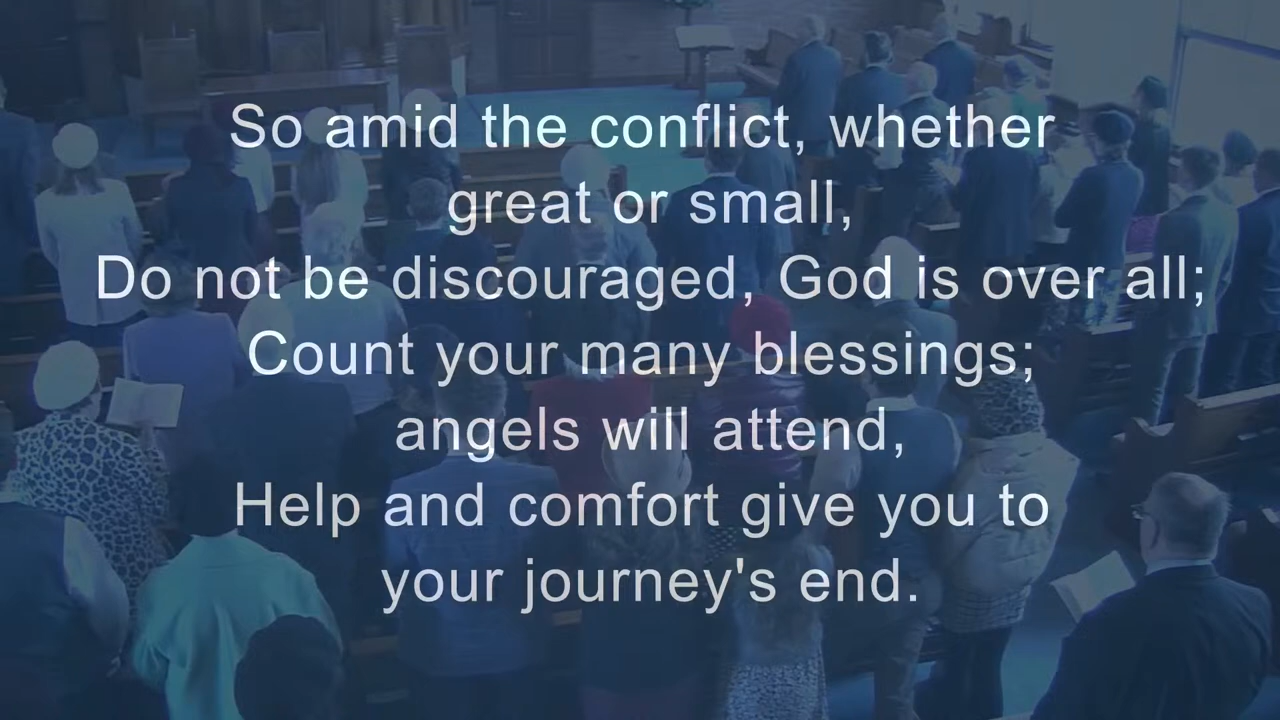 So amid the conflict, whether
great or small,
Do not be discouraged, God is over all;
Count your many blessings;
angels will attend,
Help and comfort give you to
your journey's end.